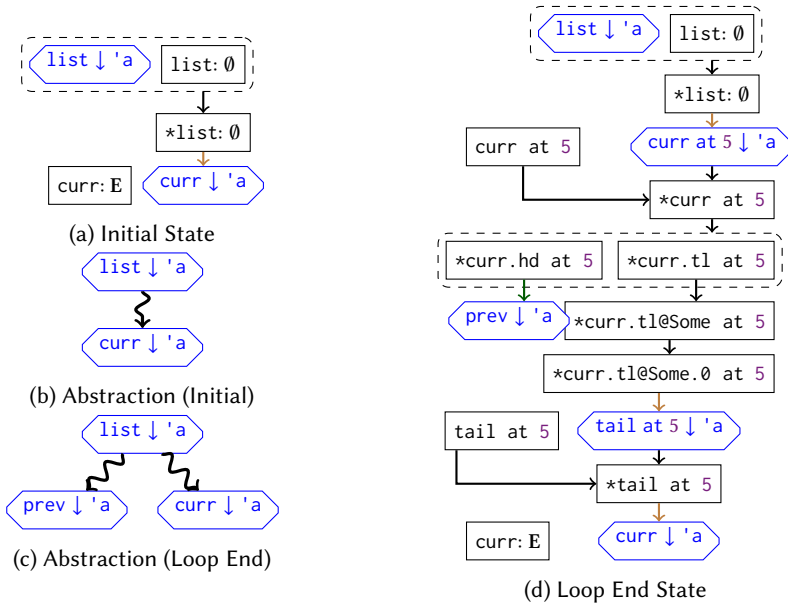 list ↓ 'a
list: ∅
*list: ∅
curr: E
curr ↓ 'a
(a) Initial State
list ↓ 'a
curr ↓ 'a
(b) Abstraction (Initial)
list ↓ 'a
prev ↓ 'a
curr ↓ 'a
(c) Abstraction (Loop End)
list ↓ 'a
list: ∅
*list: ∅
curr at 5
curr at 5 ↓ 'a
*curr at 5
*curr.hd at 5
*curr.tl at 5
prev ↓ 'a
*curr.tl@Some at 5
*curr.tl@Some.0 at 5
tail at 5
tail at 5 ↓ 'a
*tail at 5
curr: E
curr ↓ 'a
(d) Loop End State